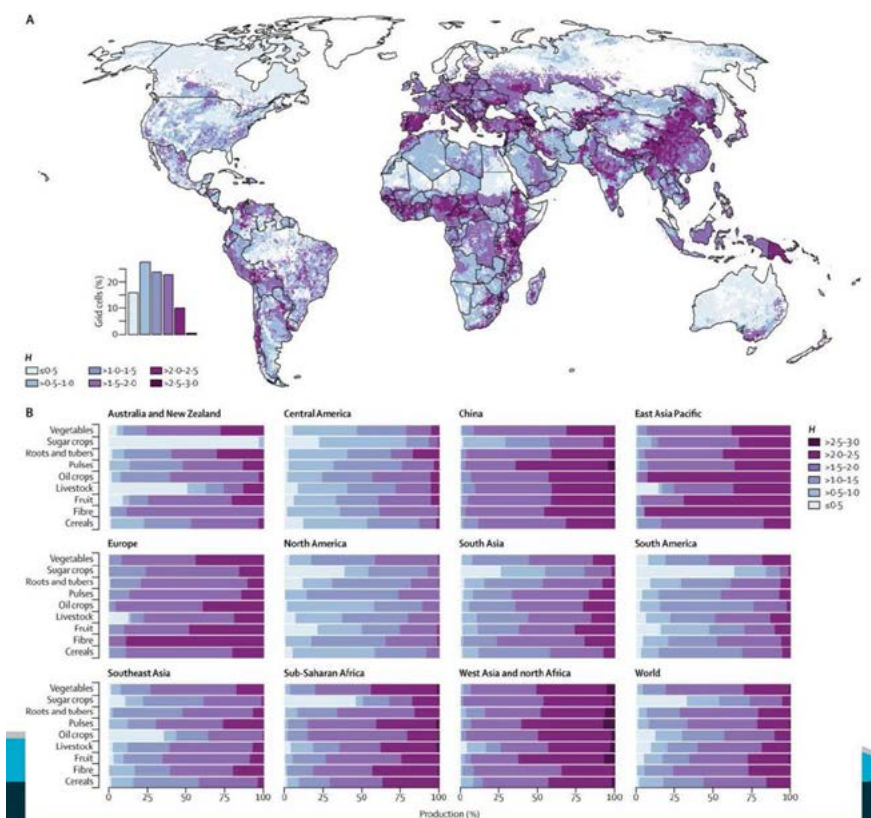 A
20
0
Grid cells (%)
H
≤0·5
>0·5–1·0
>1·0–1·5
>1·5–2·0
>2·0–2·5
>2·5–3·0
B
Australia and New Zealand
Central America
China
East Asia Pacific
Vegetables
Sugar crops
Roots and tubers
Pulses
Oil crops
Livestock
Fruit
Fibre
Cereals
H
>2·5–3·0
>2·0–2·5
>1·5–2·0
>1·0–1·5
>0·5–1·0
≤0·5
Europe
North America
South Asia
South America
Vegetables
Sugar crops
Roots and tubers
Pulses
Oil crops
Livestock
Fruit
Fibre
Cereals
Southeast Asia
Sub-Saharan Africa
West Asia and north Africa
World
Vegetables
Sugar crops
Roots and tubers
Pulses
Oil crops
Livestock
Fruit
Fibre
Cereals
0 25 50 75 100 0 25 50 75 100 0 25 50 75 100 0 25 50 75 100
Production (%)